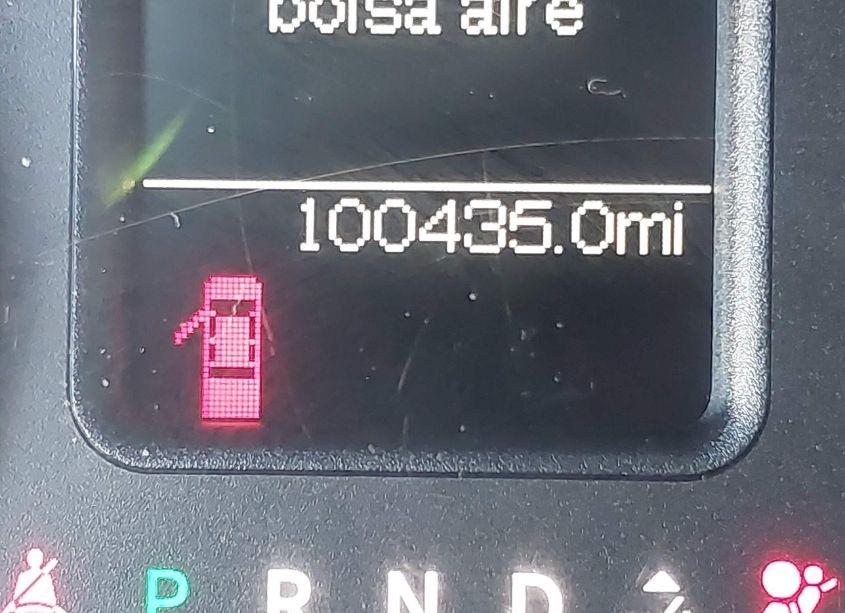 bolsa aire
100435.0mi
P R N D